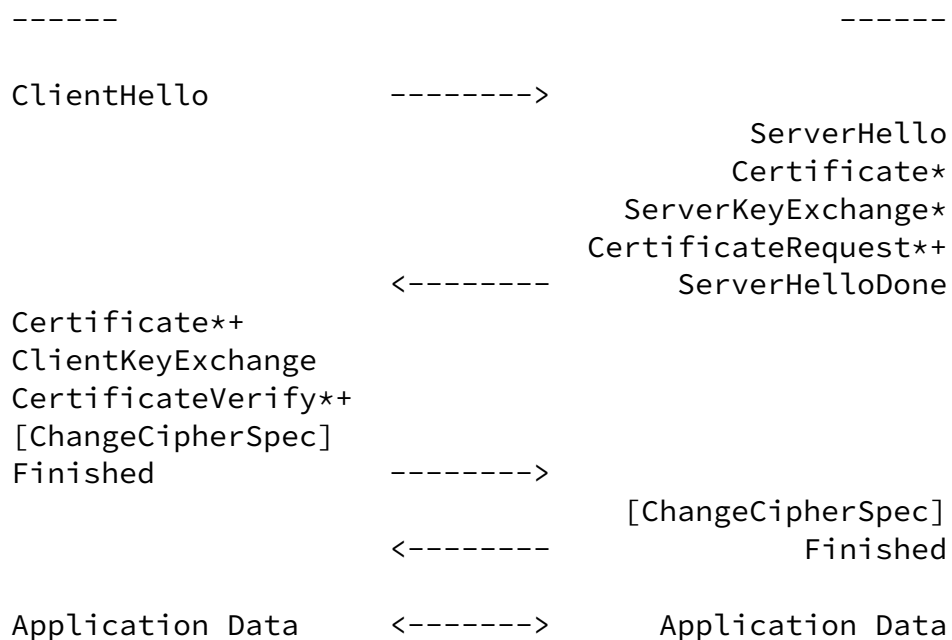 ------                                       ------
ClientHello          -------->
ServerHello
Certificate*
ServerKeyExchange*
CertificateRequest*+
<--------       ServerHelloDone
Certificate*+
ClientKeyExchange
CertificateVerify*+
[ChangeCipherSpec]
Finished             -------->
[ChangeCipherSpec]
<--------              Finished
Application Data     <------->      Application Data